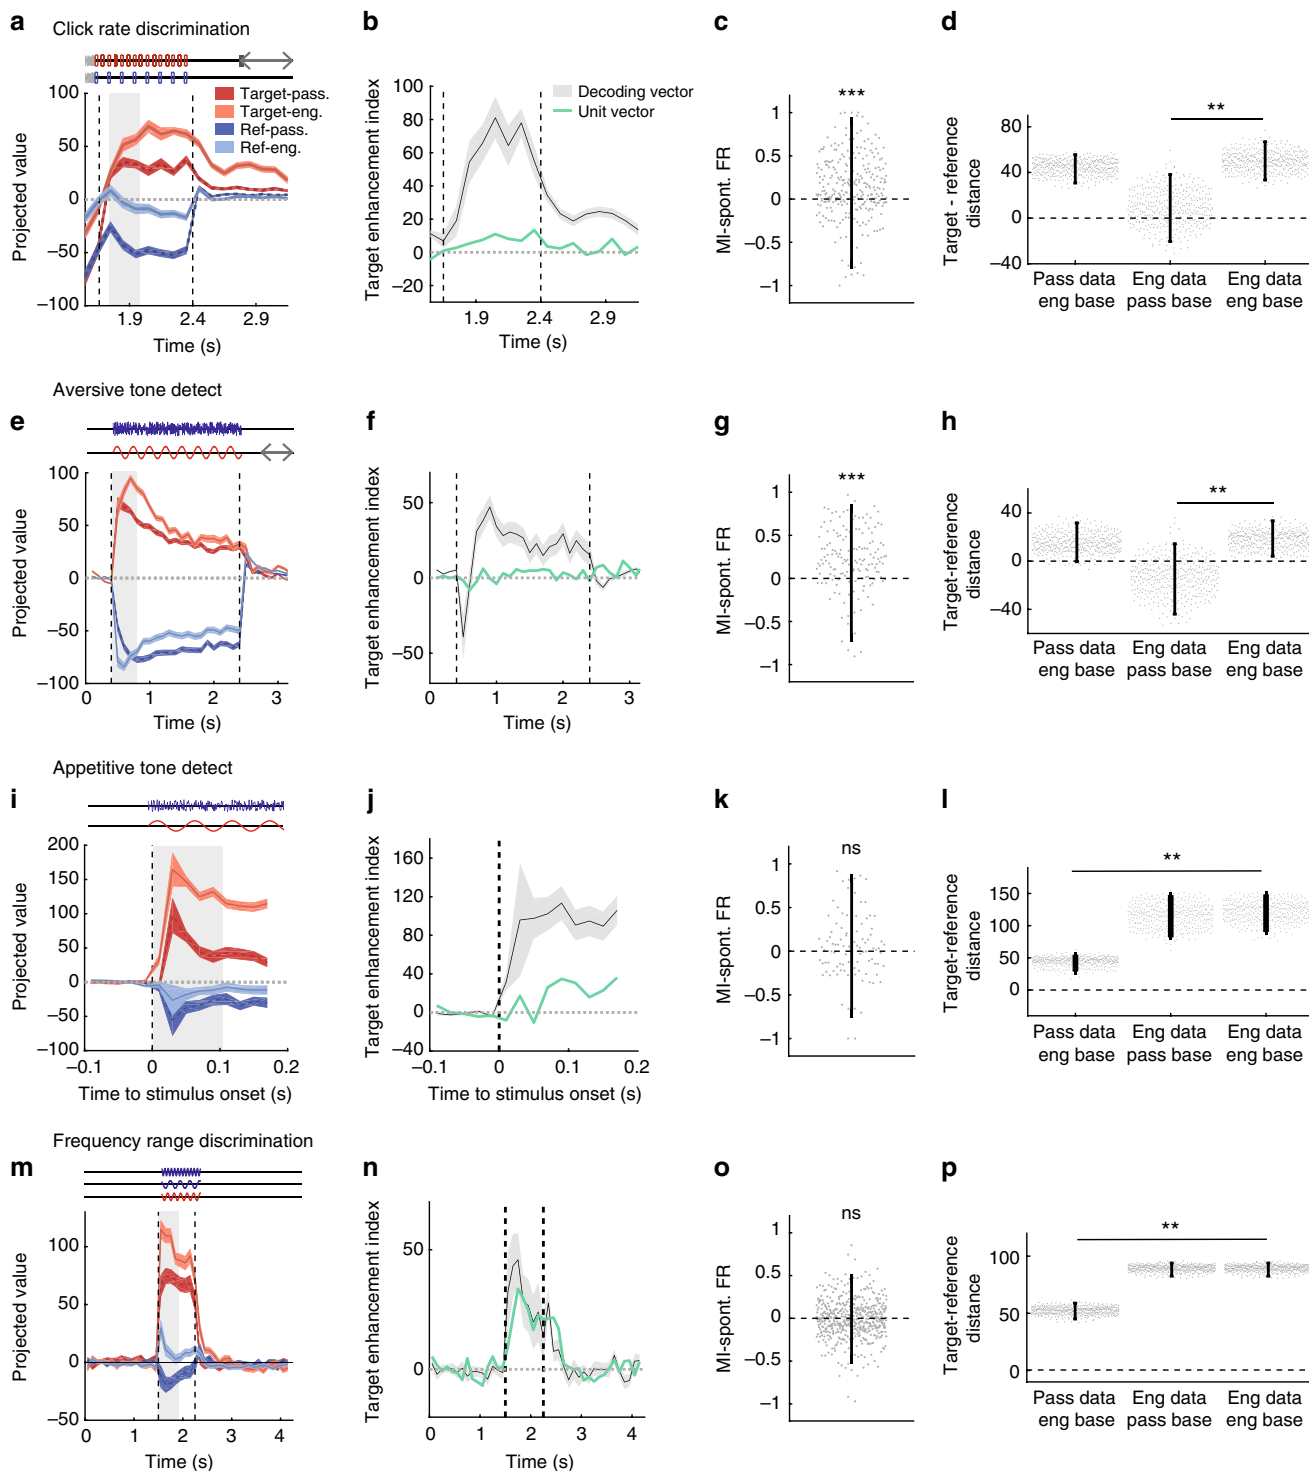 a
Click rate discrimination
100
50
0
−50
−100
Projected value
1.9
2.4
2.9
Time (s)
Target-pass.
Target-eng.
Ref-pass.
Ref-eng.
b
100
80
60
40
20
0
−20
Target enhancement index
1.9
2.4
2.9
Time (s)
Decoding vector
Unit vector
c
***
1
0.5
0
−0.5
−1
MI-spont. FR
d
**
80
40
0
−40
Target - reference
distance
Pass data
eng base
Eng data
pass base
Eng data
eng base
Aversive tone detect
e
100
50
0
−50
−100
Projected value
0
1
2
3
Time (s)
f
50
0
−50
Target enhancement index
0
1
2
3
Time (s)
g
***
1
0.5
0
−0.5
−1
MI-spont. FR
h
**
40
0
−40
Target-reference
distance
Pass data
eng base
Eng data
pass base
Eng data
eng base
Appetitive tone detect
i
200
150
100
50
0
−50
−100
Projected value
−0.1
0
0.1
0.2
Time to stimulus onset (s)
j
160
120
80
40
0
−40
Target enhancement index
−0.1
0
0.1
0.2
Time to stimulus onset (s)
k
ns
1
0.5
0
−0.5
−1
MI-spont. FR
l
**
150
100
50
0
Target-reference
distance
Pass data
eng base
Eng data
pass base
Eng data
eng base
Frequency range discrimination
m
100
50
0
−50
Projected value
0
1
2
3
4
Time (s)
n
50
0
Target enhancement index
0
1
2
3
4
Time (s)
o
ns
1
0.5
0
−0.5
−1
MI-spont. FR
p
**
100
50
0
Target-reference
distance
Pass data
eng base
Eng data
pass base
Eng data
eng base